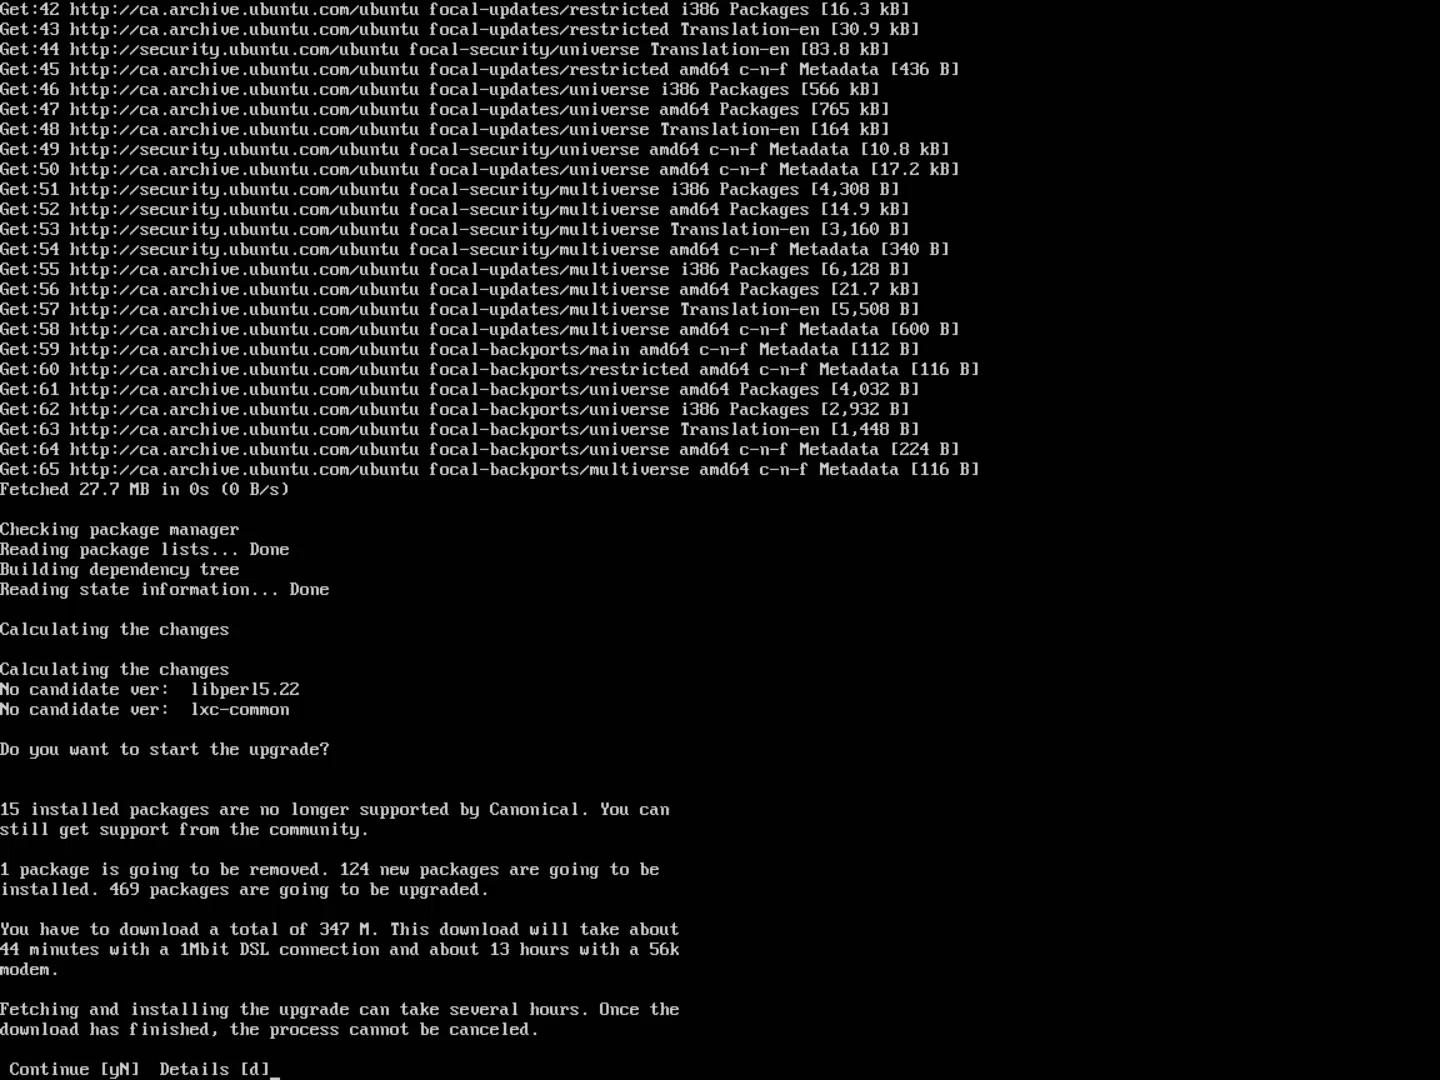 Get:42 http://ca.archive.ubuntu.com/ubuntu focal-updates/restricted i386 Packages [16.3 kB]
Get:43 http://ca.archive.ubuntu.com/ubuntu focal-updates/restricted Translation-en [30.9 kB]
Get:44 http://security.ubuntu.com/ubuntu focal-security/universe Translation-en [83.8 kB]
Get:45 http://ca.archive.ubuntu.com/ubuntu focal-updates/restricted amd64 c-n-f Metadata [436 B]
Get:46 http://ca.archive.ubuntu.com/ubuntu focal-updates/universe i386 Packages [566 kB]
Get:47 http://ca.archive.ubuntu.com/ubuntu focal-updates/universe amd64 Packages [765 kB]
Get:48 http://ca.archive.ubuntu.com/ubuntu focal-updates/universe Translation-en [164 kB]
Get:49 http://security.ubuntu.com/ubuntu focal-security/universe amd64 c-n-f Metadata [10.8 kB]
Get:50 http://ca.archive.ubuntu.com/ubuntu focal-updates/universe amd64 c-n-f Metadata [17.2 kB]
Get:51 http://security.ubuntu.com/ubuntu focal-security/multiverse i386 Packages [4,308 B]
Get:52 http://security.ubuntu.com/ubuntu focal-security/multiverse amd64 Packages [14.9 kB]
Get:53 http://security.ubuntu.com/ubuntu focal-security/multiverse Translation-en [3,160 B]
Get:54 http://security.ubuntu.com/ubuntu focal-security/multiverse amd64 c-n-f Metadata [340 B]
Get:55 http://ca.archive.ubuntu.com/ubuntu focal-updates/multiverse i386 Packages [6,128 B]
Get:56 http://ca.archive.ubuntu.com/ubuntu focal-updates/multiverse amd64 Packages [21.7 kB]
Get:57 http://ca.archive.ubuntu.com/ubuntu focal-updates/multiverse Translation-en [5,508 B]
Get:58 http://ca.archive.ubuntu.com/ubuntu focal-updates/multiverse amd64 c-n-f Metadata [600 B]
Get:59 http://ca.archive.ubuntu.com/ubuntu focal-backports/main amd64 c-n-f Metadata [112 B]
Get:60 http://ca.archive.ubuntu.com/ubuntu focal-backports/restricted amd64 c-n-f Metadata [116 B]
Get:61 http://ca.archive.ubuntu.com/ubuntu focal-backports/universe amd64 Packages [4,032 B]
Get:62 http://ca.archive.ubuntu.com/ubuntu focal-backports/universe i386 Packages [2,932 B]
Get:63 http://ca.archive.ubuntu.com/ubuntu focal-backports/universe Translation-en [1,448 B]
Get:64 http://ca.archive.ubuntu.com/ubuntu focal-backports/universe amd64 c-n-f Metadata [224 B]
Get:65 http://ca.archive.ubuntu.com/ubuntu focal-backports/multiverse amd64 c-n-f Metadata [116 B]
Fetched 27.7 MB in 0s (0 B/s)
Checking package manager
Reading package lists... Done
Building dependency tree
Reading state information... Done
Calculating the changes
Calculating the changes
No candidate ver:  libperl5.22
No candidate ver:  lxc-common
Do you want to start the upgrade?
15 installed packages are no longer supported by Canonical. You can
still get support from the community.
1 package is going to be removed. 124 new packages are going to be
installed. 469 packages are going to be upgraded.
You have to download a total of 347 M. This download will take about
44 minutes with a 1Mbit DSL connection and about 13 hours with a 56k
modem.
Fetching and installing the upgrade can take several hours. Once the
download has finished, the process cannot be canceled.
Continue [yN]  Details [d]_